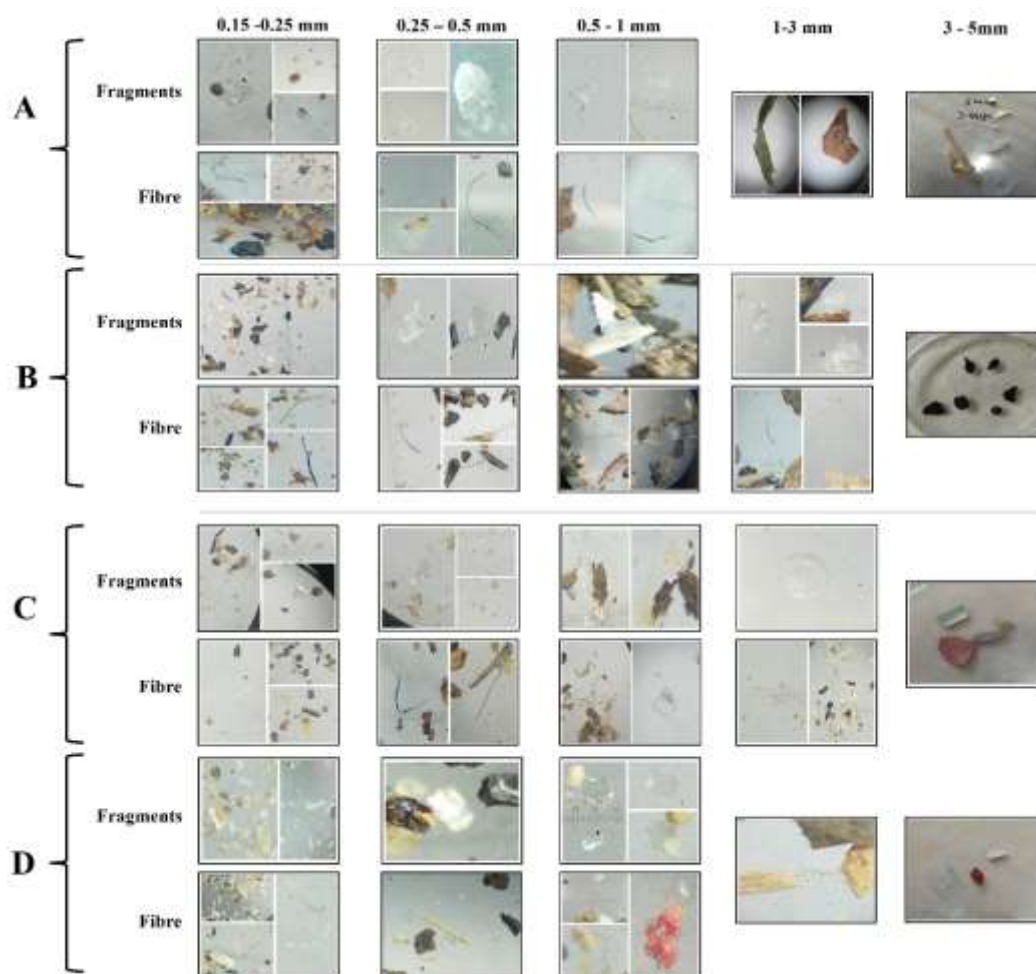 0.15 -0.25 mm
0.25 – 0.5 mm
0.5 - 1 mm
1-3 mm
3 - 5mm
A
Fragments
Fibre
B
Fragments
Fibre
C
Fragments
Fibre
D
Fragments
Fibre